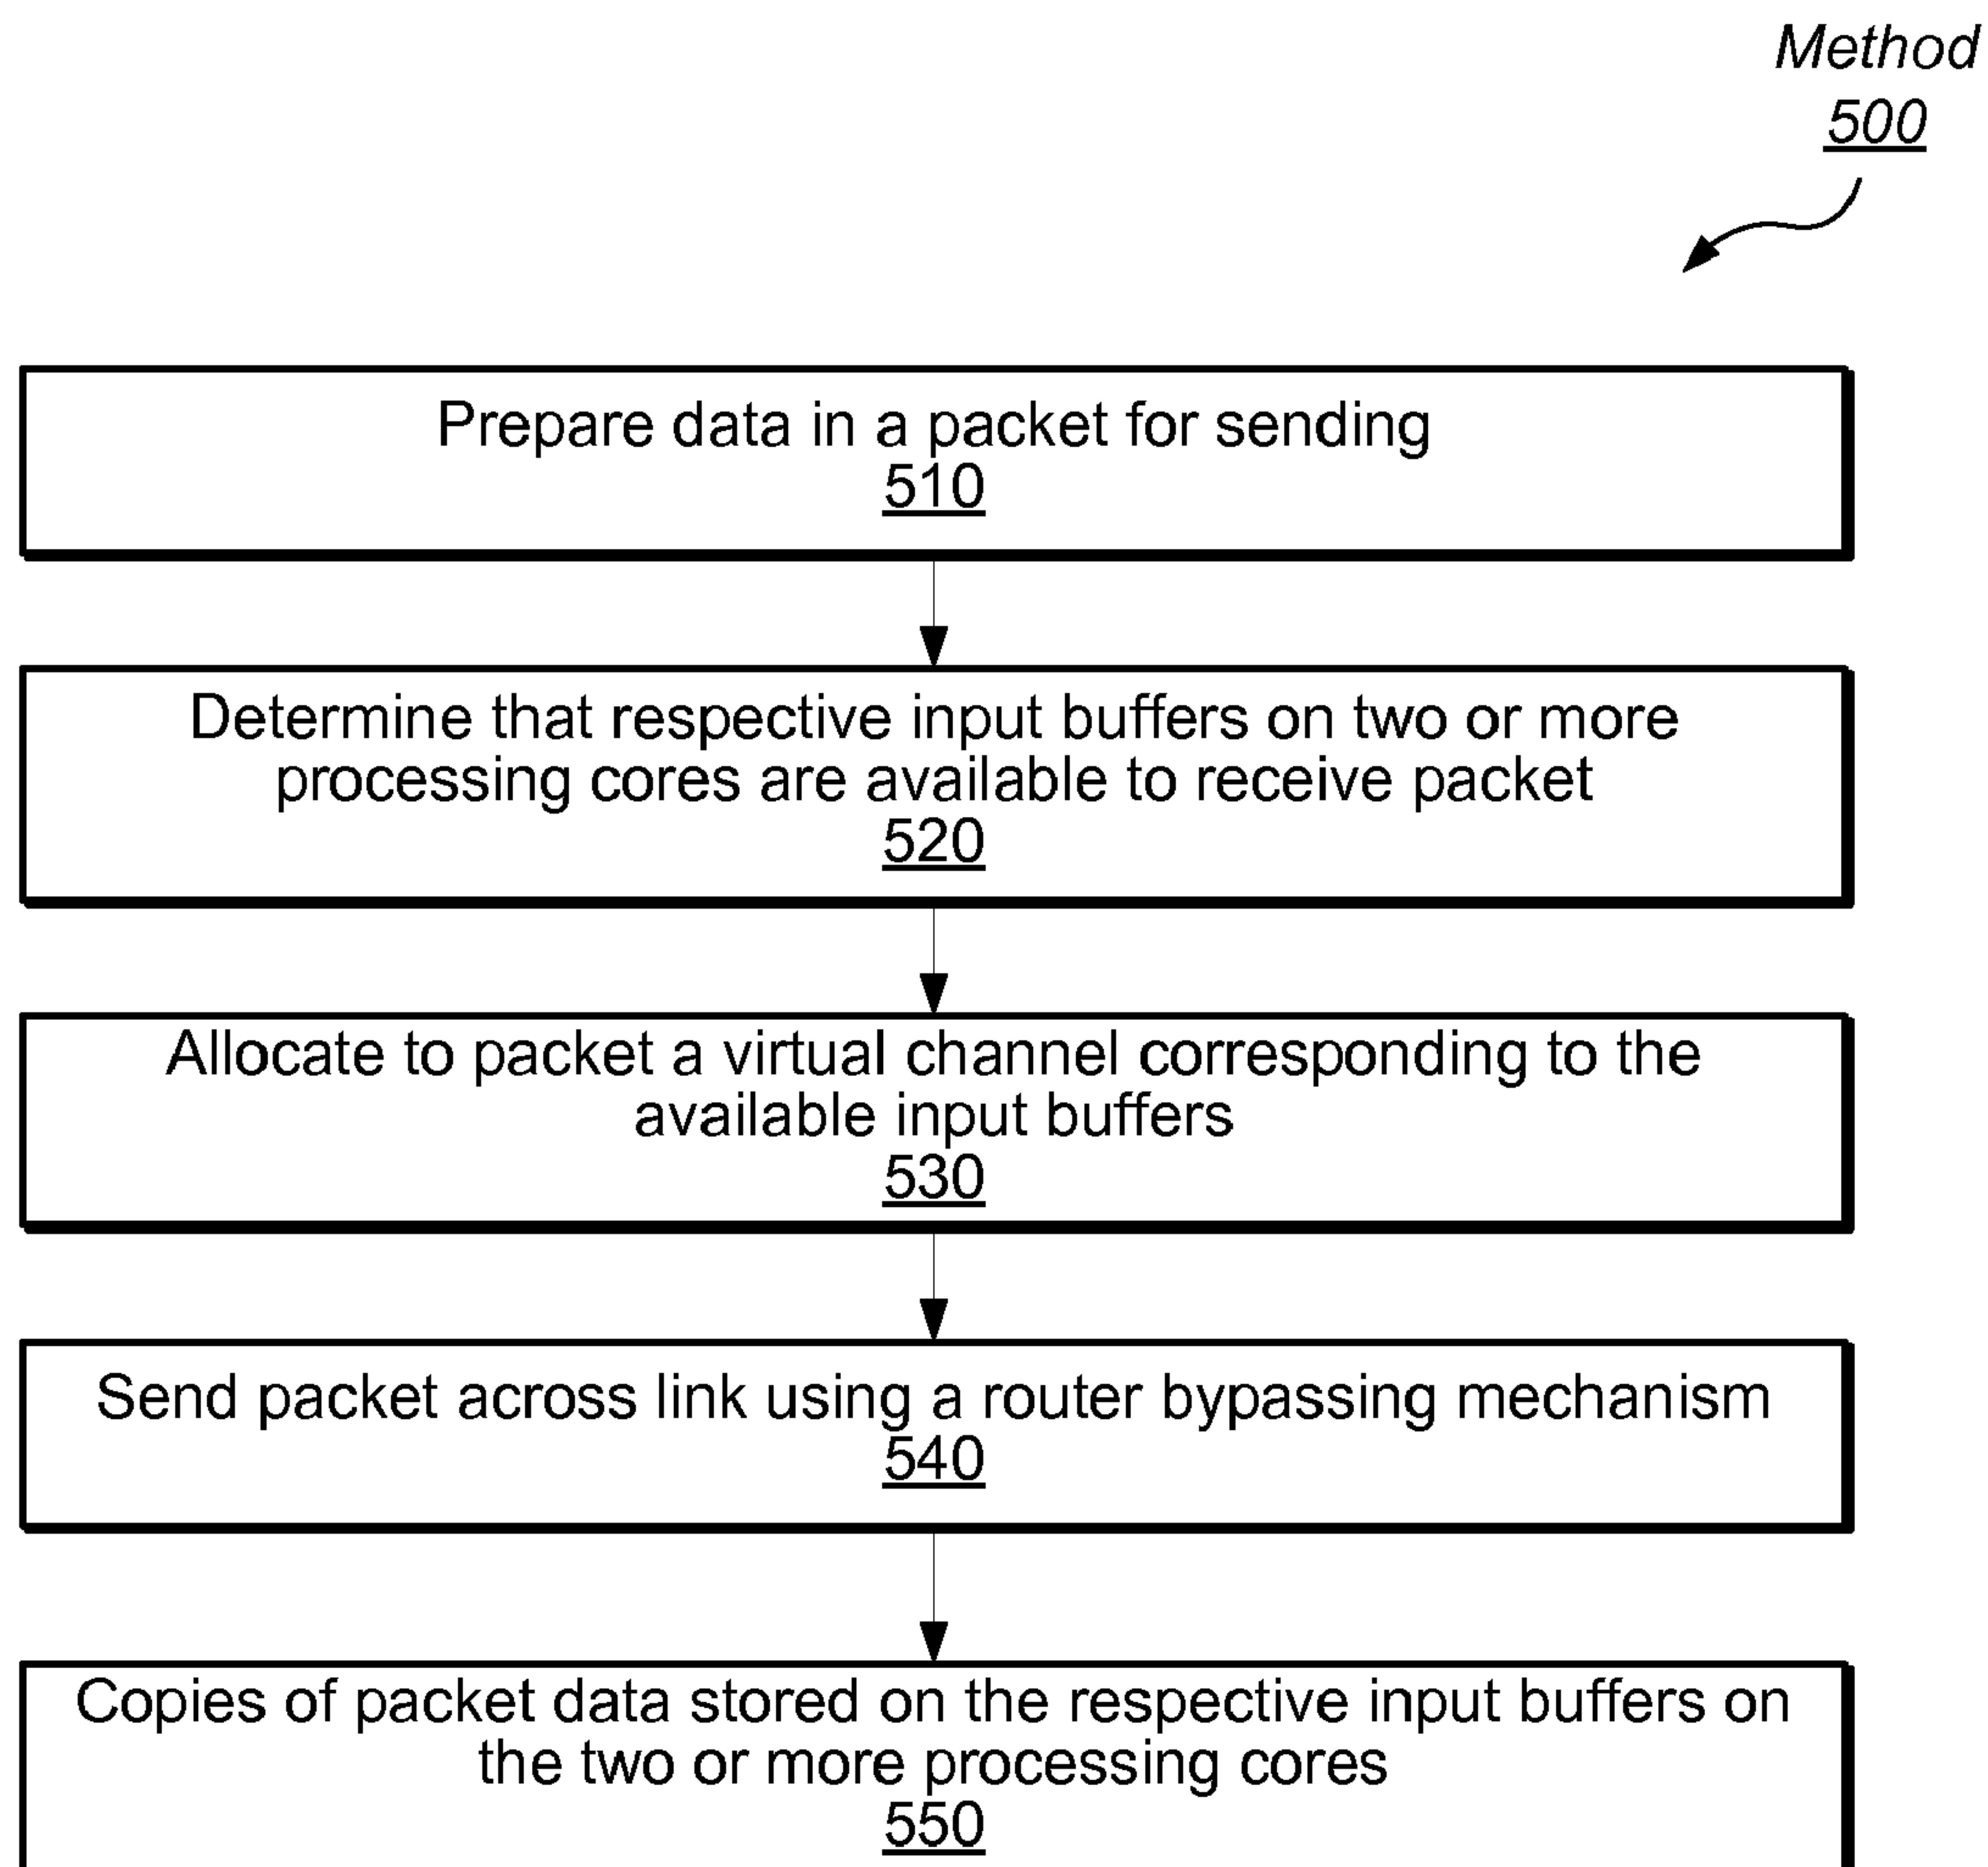 Method
500
Prepare data in a packet for sending
510
Determine that respective input buffers on two or more
processing cores are available to receive packet
520
Allocate to packet a virtual channel corresponding to the
available input buffers
530
Send packet across link using a router bypassing mechanism
540
Copies of packet data stored on the respective input buffers on
the two or more processing cores
550